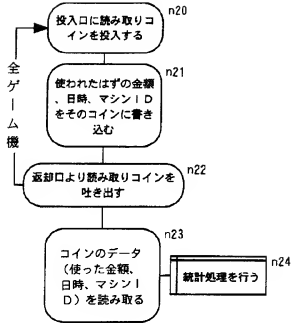 n20
投入口に読み取りコ
インを投入する
n21
使われたはずの金額
、日時、マシンＩＤ
をそのコインに書き
込む
全ゲーム機
n22
返却口より読み取りコインを
吐き出す
n23
コインのデータ
（使った金額、
日時、マシンＩ
Ｄ）を読み取る
n24
統計処理を行う